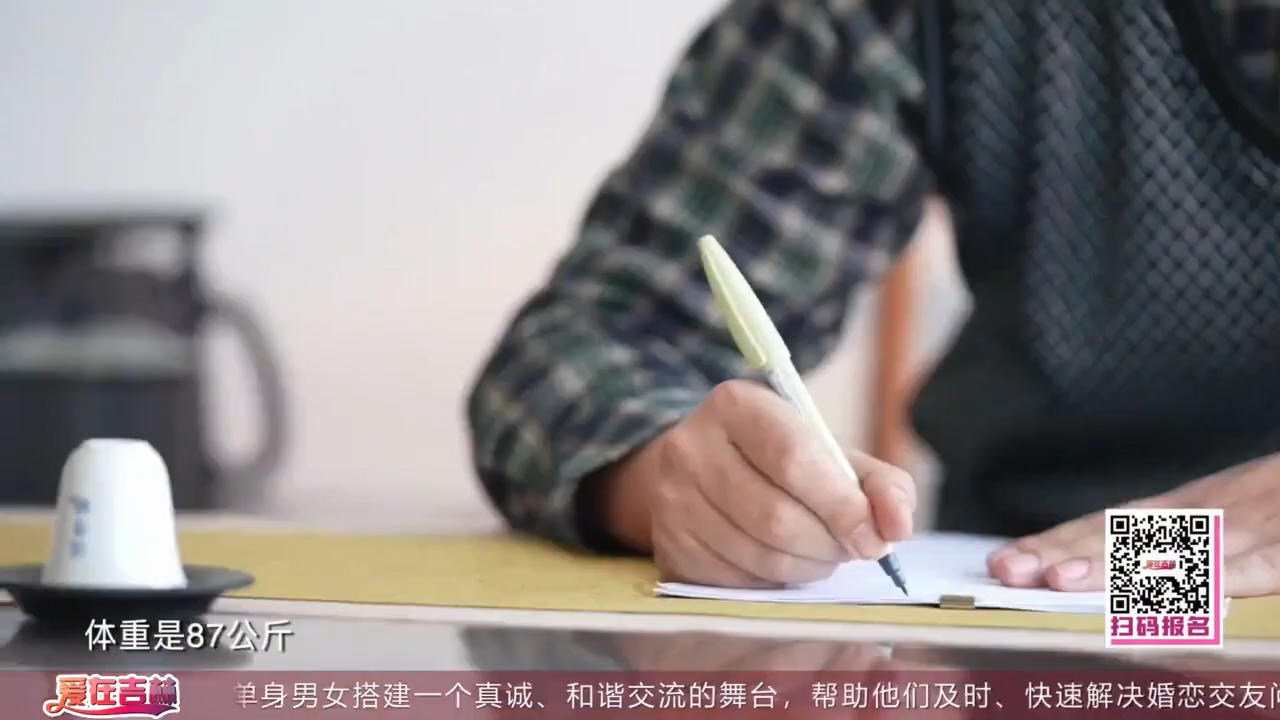 体重是87公斤
扫码报名
爱在吉林
单身男女搭建一个真诚、和谐交流的舞台，帮助他们及时、快速解决婚恋交友问